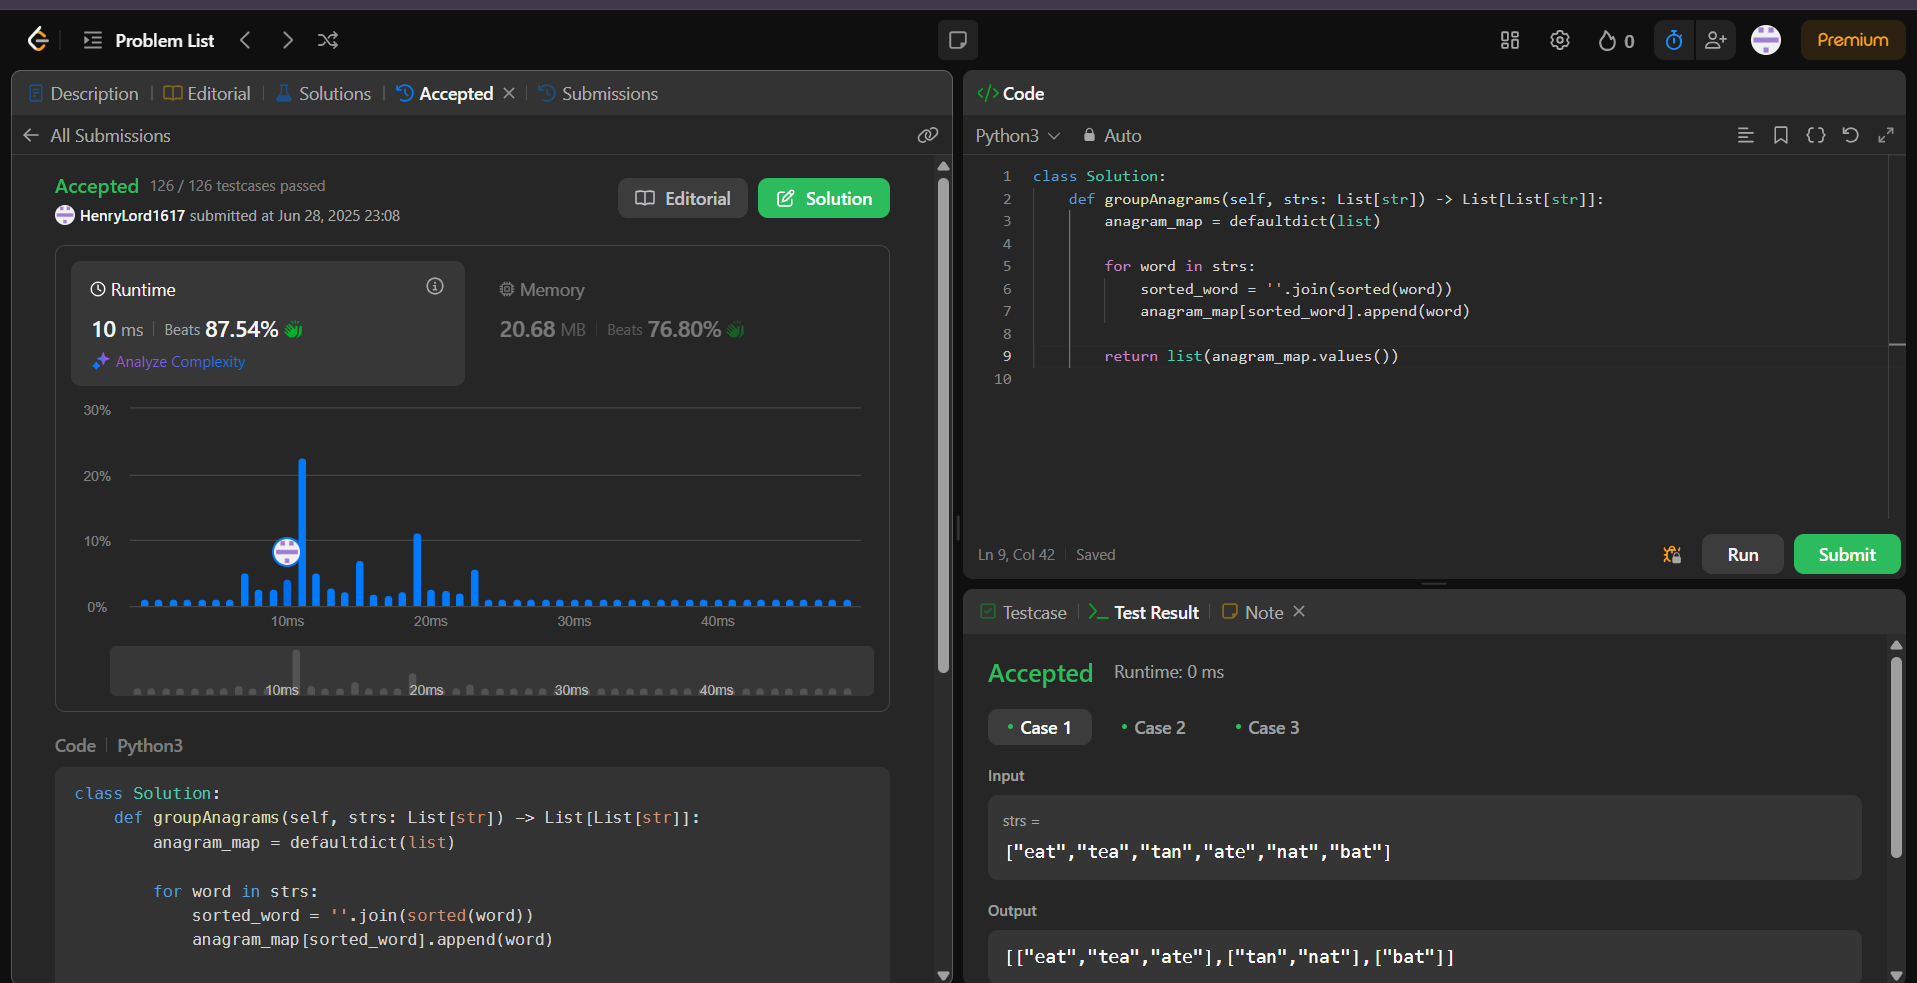 Problem List
0
Premium
Description
Editorial
Solutions
Accepted
Submissions
All Submissions
Accepted 126 / 126 testcases passed
HenryLord1617 submitted at Jun 28, 2025 23:08
Editorial
Solution
Runtime
10 ms Beats 87.54%
Analyze Complexity
Memory
20.68 MB Beats 76.80%
30%
20%
10%
0%
10ms 20ms 30ms 40ms
10ms 20ms 30ms 40ms
Code Python3
class Solution:
    def groupAnagrams(self, strs: List[str]) -> List[List[str]]:
        anagram_map = defaultdict(list)
        for word in strs:
            sorted_word = ''.join(sorted(word))
            anagram_map[sorted_word].append(word)
</> Code
Python3
Auto
1 class Solution:
2     def groupAnagrams(self, strs: List[str]) -> List[List[str]]:
3         anagram_map = defaultdict(list)
4
5         for word in strs:
6             sorted_word = ''.join(sorted(word))
7             anagram_map[sorted_word].append(word)
8
9         return list(anagram_map.values())
10
Ln 9, Col 42 Saved
Run
Submit
Testcase
Test Result
Note
Accepted Runtime: 0 ms
Case 1
Case 2
Case 3
Input
strs =
["eat","tea","tan","ate","nat","bat"]
Output
[["eat","tea","ate"],["tan","nat"],["bat"]]